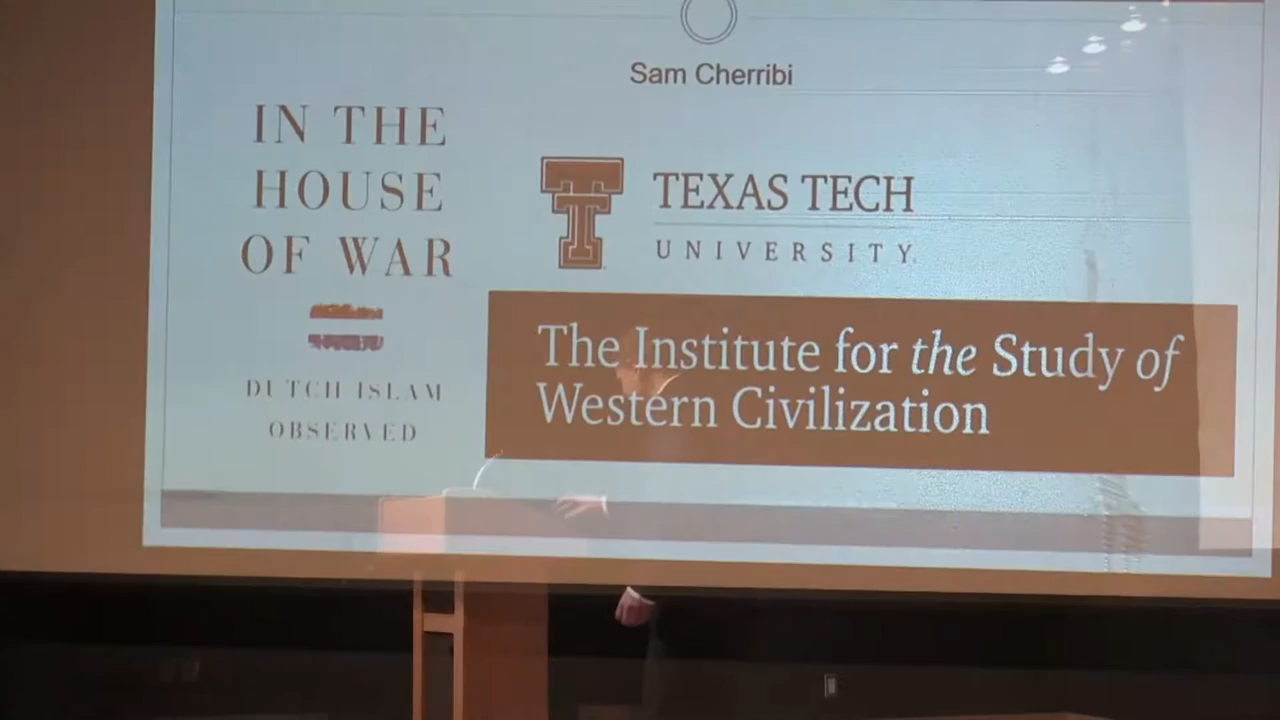 Sam Cherribi
IN THE
HOUSE
OF WAR
DUTCH ISLAM
OBSERVED
TEXAS TECH
UNIVERSITY.
The Institute for the Study of
Western Civilization